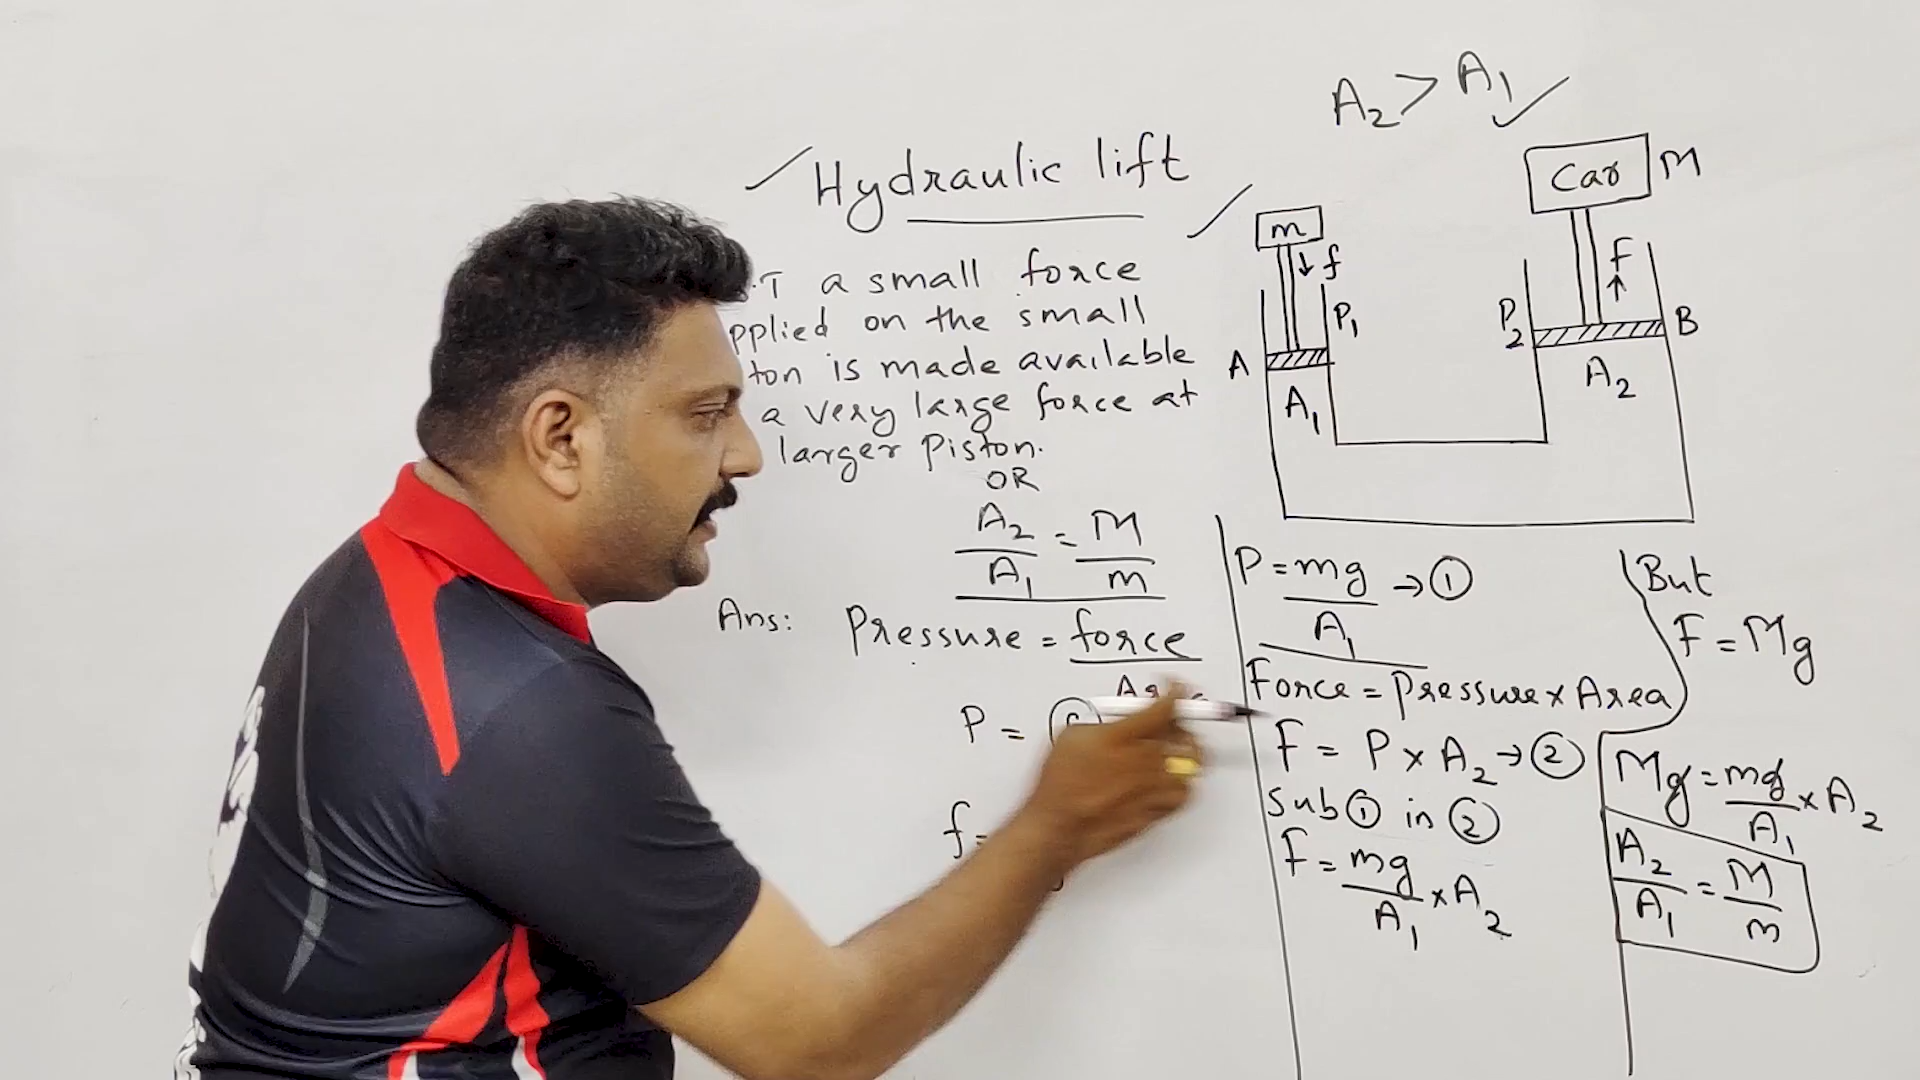 A₂ > A₁ ✓
✓ Hydraulic lift
.T a small force
pplied on the small
ton is made available
a very large force at
larger Piston.
OR
A₂/A₁ = M/m
Ans: Pressure = force/Area
P =
f =
✓
m
↓ f
P₁
A
A₁
Car M
F ↑
P₂
B
A₂
P = mg/A₁ → ①
Force = Pressure × Area
F = P × A₂ → ②
Sub ① in ②
F = mg/A₁ × A₂
But
F = Mg
Mg = mg/A₁ × A₂
A₂/A₁ = M/m